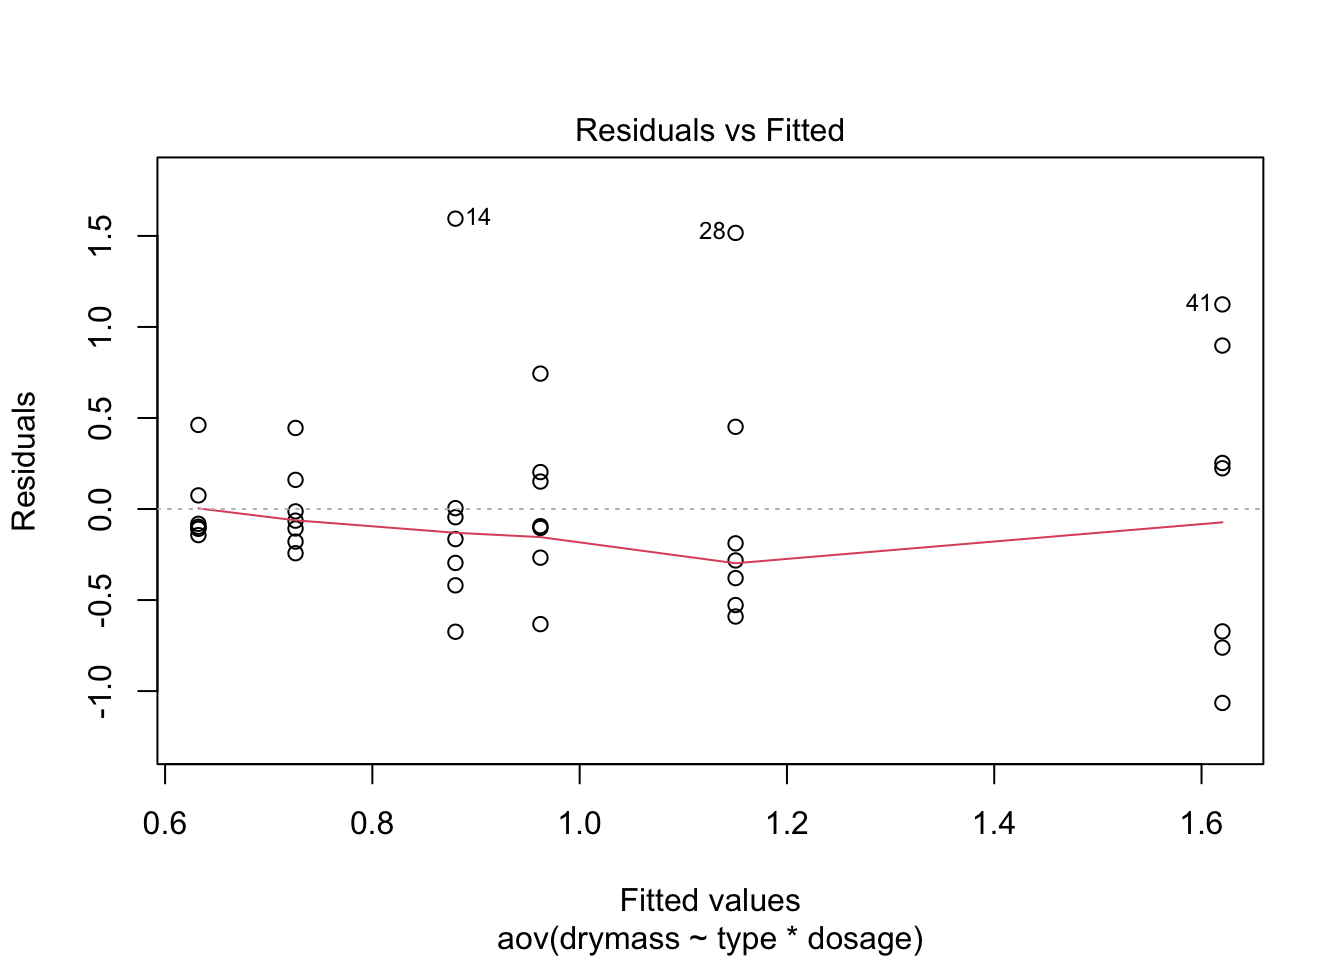 Residuals vs Fitted
Residuals
1.5
1.0
0.5
0.0
-0.5
-1.0
14
28
41
0.6 0.8 1.0 1.2 1.4 1.6
Fitted values
aov(drymass ~ type * dosage)